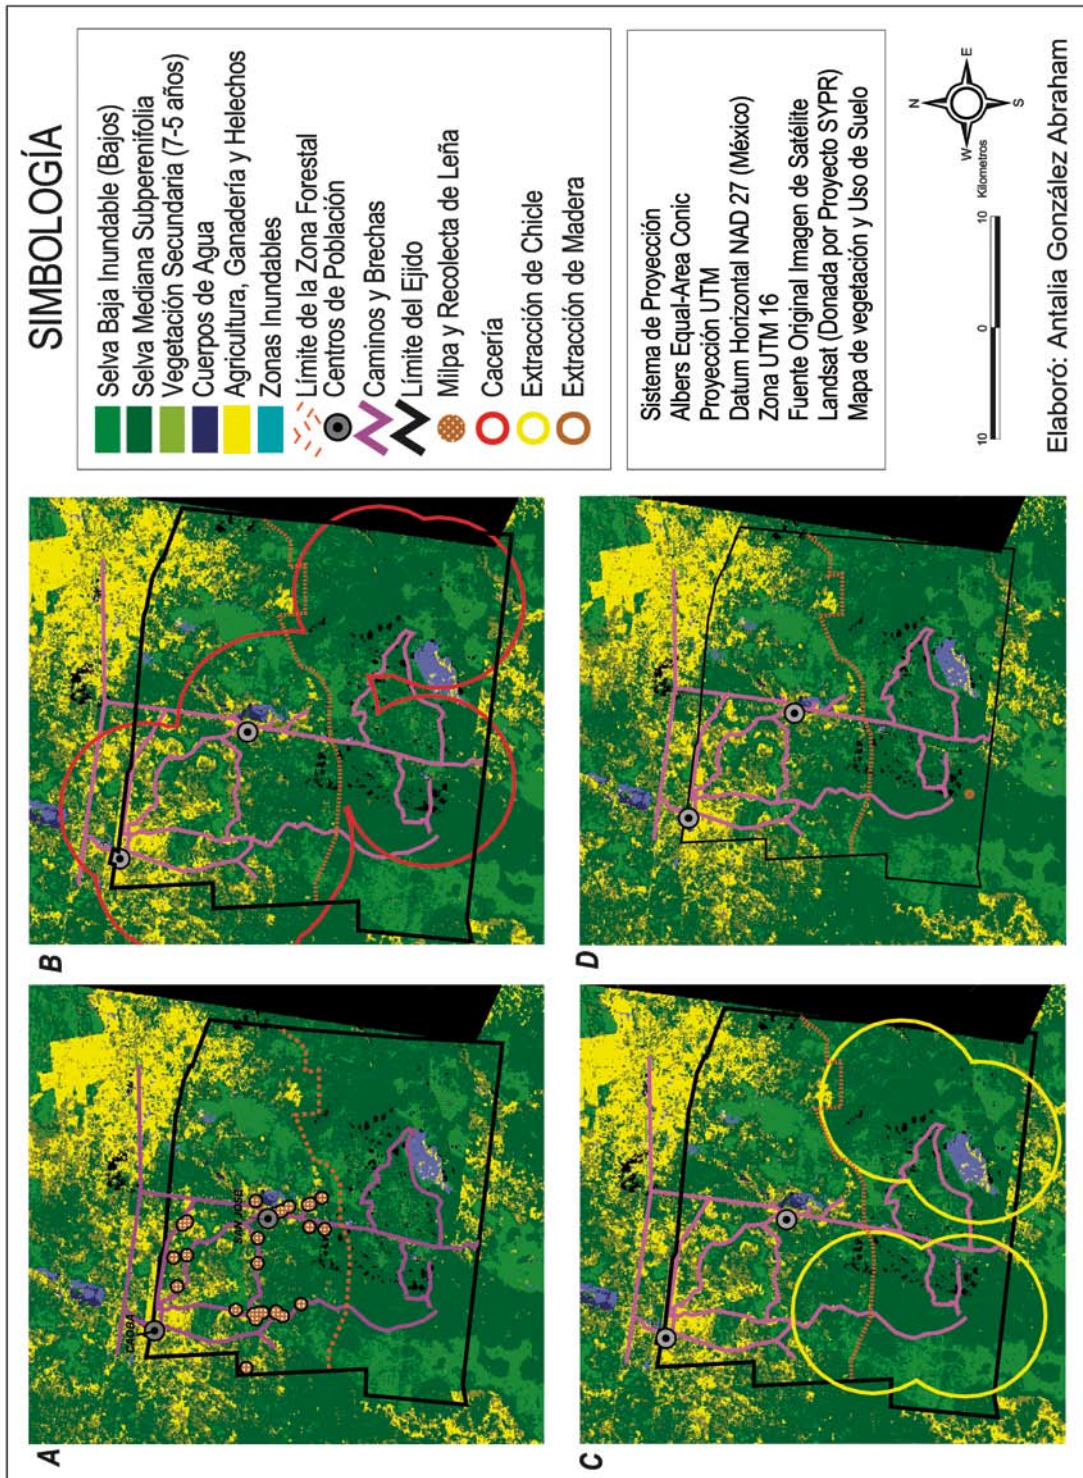 SIMBOLOGÍA
Selva Baja Inundable (Bajos)
Selva Mediana Subperenifolia
Vegetación Secundaria (7-5 años)
Cuerpos de Agua
Agricultura, Ganadería y Helechos
Zonas Inundables
Límite de la Zona Forestal
Centros de Población
Caminos y Brechas
Límite del Ejido
Milpa y Recolecta de Leña
Cacería
Extracción de Chicle
Extracción de Madera
Sistema de Proyección
Albers Equal-Area Conic
Proyección UTM
Datum Horizontal NAD 27 (México)
Zona UTM 16
Fuente Original Imagen de Satélite
Landsat (Donada por Proyecto SYPR)
Mapa de vegetación y Uso de Suelo
N
W
E
S
10
0
10
Kilometros
Elaboró: Antalia González Abraham
A
CAOBA
SAN JOSE
B
C
D